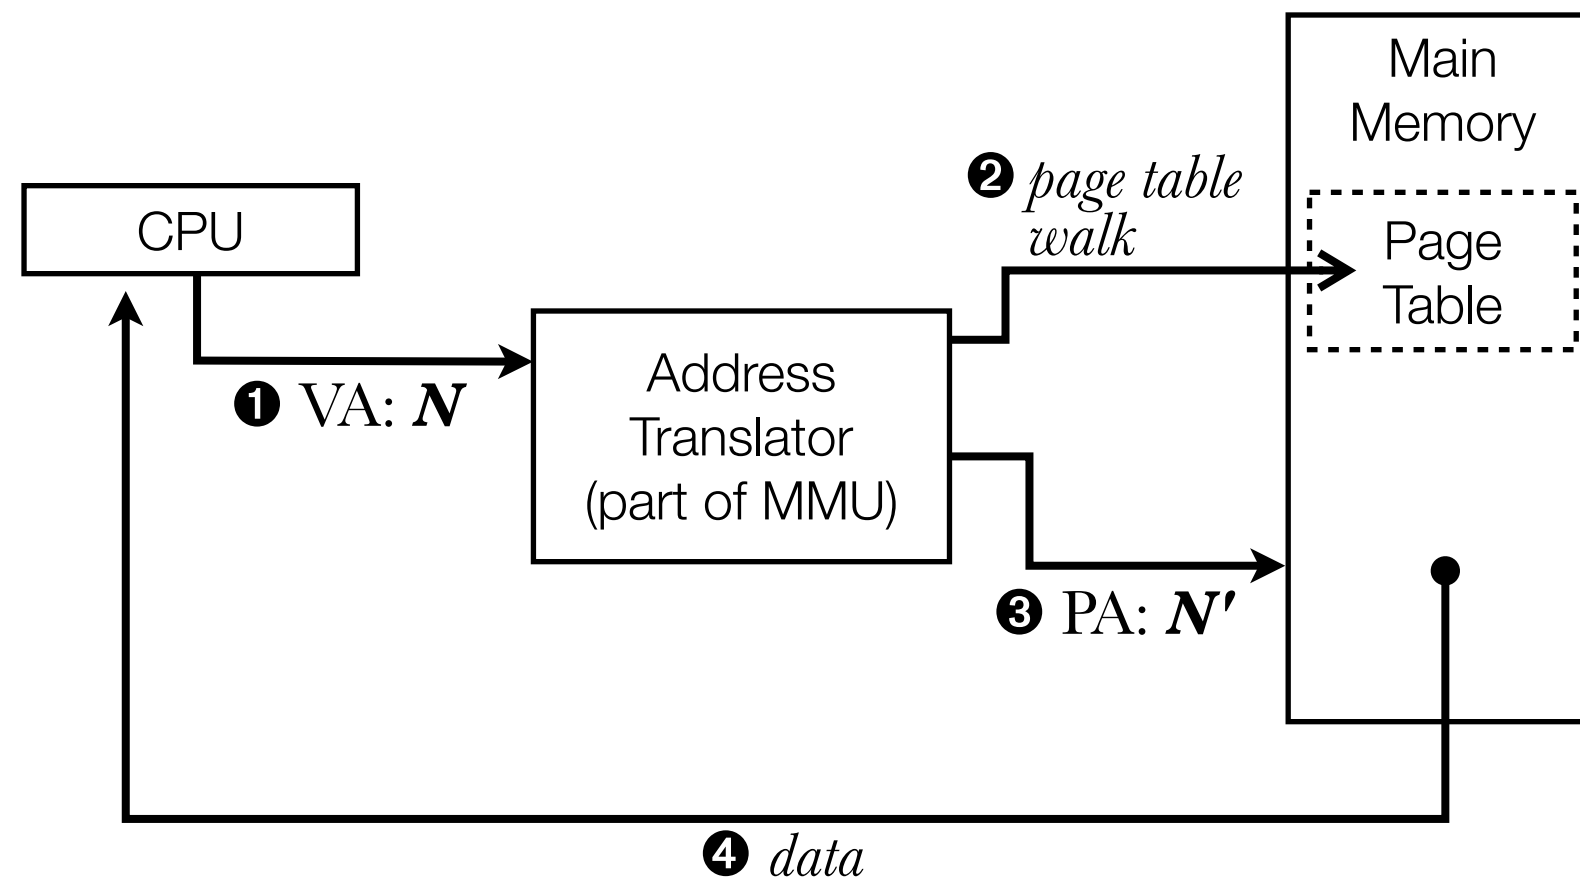 Main
Memory
❷ page table
walk
CPU
Page
Table
Address
Translator
(part of MMU)
❶ VA: N
❸ PA: N'
❹ data